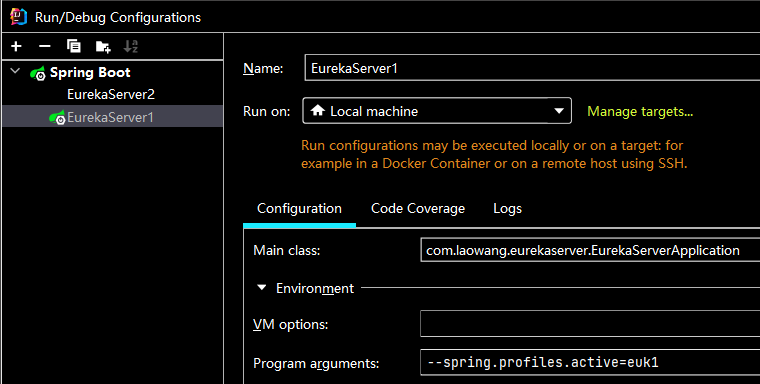 Run/Debug Configurations
Spring Boot
EurekaServer2
EurekaServer1
Name:
EurekaServer1
Run on:
Local machine
Manage targets...
Run configurations may be executed locally or on a target: for
example in a Docker Container or on a remote host using SSH.
Configuration
Code Coverage
Logs
Main class:
com.laowang.eurekaserver.EurekaServerApplication
Environment
VM options:
Program arguments:
--spring.profiles.active=euk1